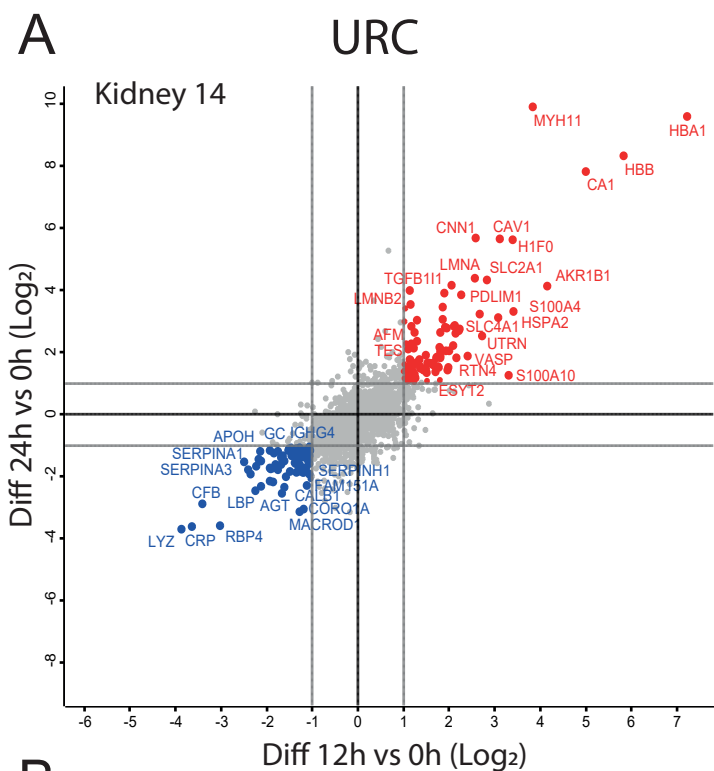 A
URC
Kidney 14
MYH11
HBA1
HBB
CA1
CNN1
CAV1
H1F0
LMNA
SLC2A1
TGFB1I1
AKR1B1
LMNB2
PDLIM1
S100A4
HSPA2
AFM
SLC4A1
UTRN
TES
VASP
RTN4
S100A10
ESYT2
APOH
GC
IGHG4
SERPINA1
SERPINA3
SERPINH1
FAM151A
CFB
LBP
AGT
CALB1
CORO1A
MACROD1
LYZ
CRP
RBP4
10
8
6
4
2
0
-2
-4
-6
-8
Diff 24h vs 0h (Log2)
-6 -5 -4 -3 -2 -1 0 1 2 3 4 5 6 7
Diff 12h vs 0h (Log2)